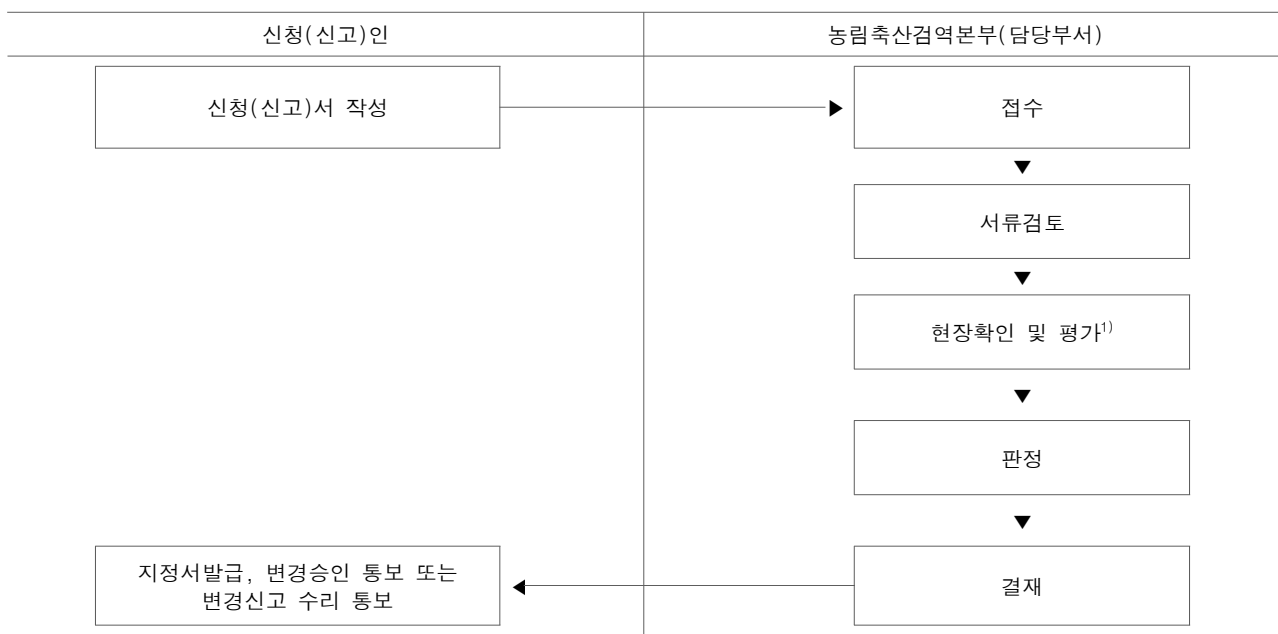 신청(신고)인
농림축산검역본부(담당부서)
신청(신고)서 작성
접수
서류검토
현장확인 및 평가1)
판정
지정서발급, 변경승인 통보 또는
변경신고 수리 통보
결재